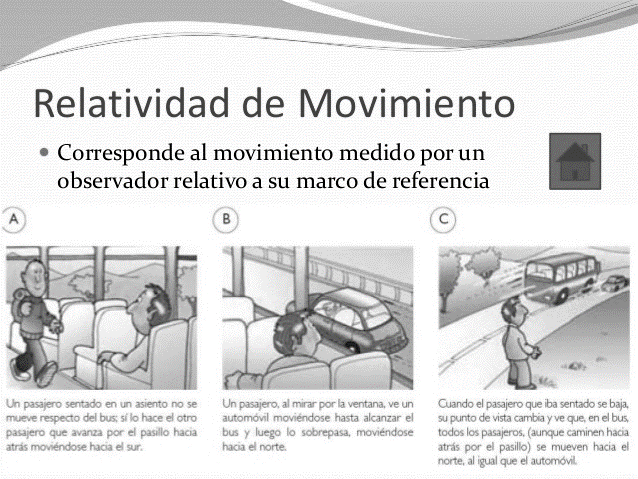 Relatividad de Movimiento
Corresponde al movimiento medido por un
observador relativo a su marco de referencia
A
B
C
Un pasajero sentado en un asiento no se
mueve respecto del bus; sí lo hace el otro
pasajero que avanza por el pasillo hacia
atrás moviéndose hacia el sur.
Un pasajero, al mirar por la ventana, ve un
automóvil moviéndose hasta alcanzar el
bus y luego lo sobrepasa, moviéndose
hacia el norte.
Cuando el pasajero que iba sentado se baja,
su punto de vista cambia y ve que, en el bus,
todos los pasajeros, (aunque caminen hacia
atrás por el pasillo) se mueven hacia el
norte, al igual que el automóvil.